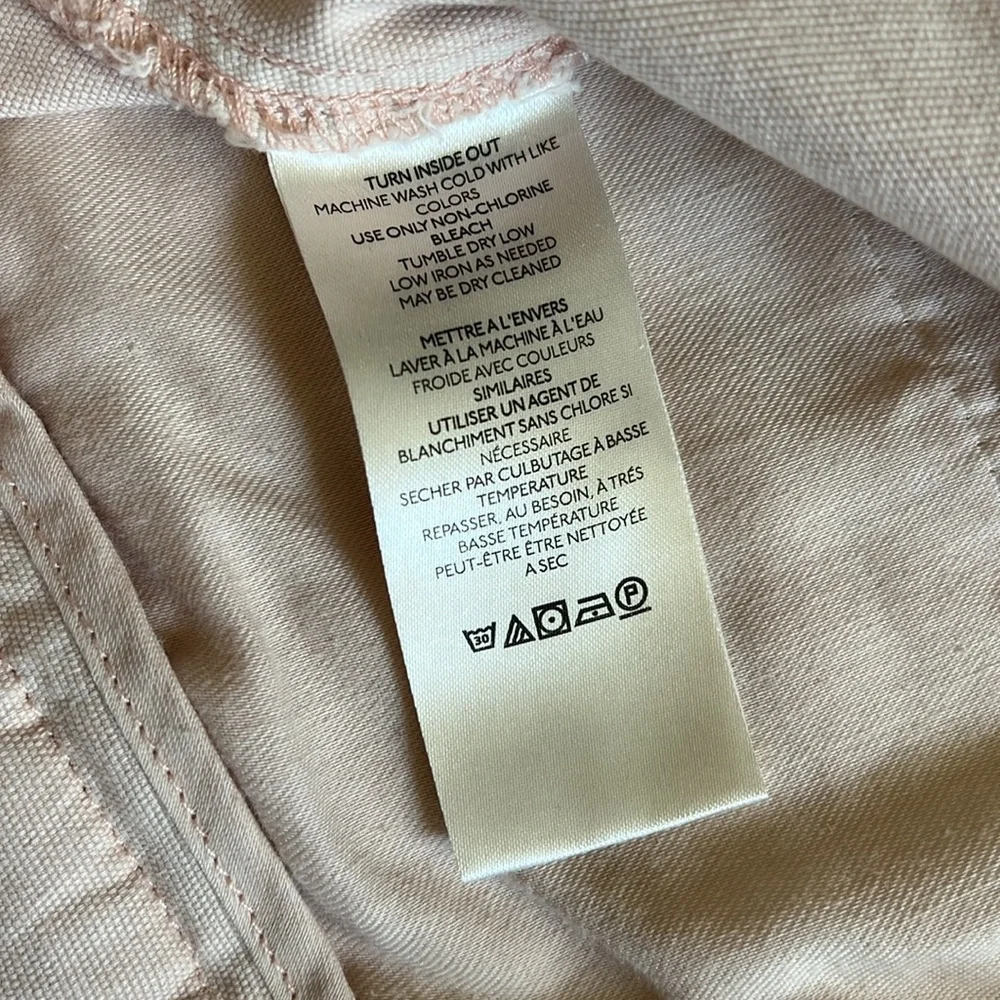 TURN INSIDE OUT
MACHINE WASH COLD WITH LIKE
COLORS
USE ONLY NON-CHLORINE
BLEACH
TUMBLE DRY LOW
LOW IRON AS NEEDED
MAY BE DRY CLEANED
METTRE A L'ENVERS
LAVER À LA MACHINE À L'EAU
FROIDE AVEC COULEURS
SIMILAIRES
UTILISER UN AGENT DE
BLANCHIMENT SANS CHLORE SI
NÉCESSAIRE
SECHER PAR CULBUTAGE À BASSE
TEMPERATURE
REPASSER, AU BESOIN, À TRÉS
BASSE TEMPÉRATURE
PEUT-ÊTRE ÊTRE NETTOYÉE
A SEC
30 P